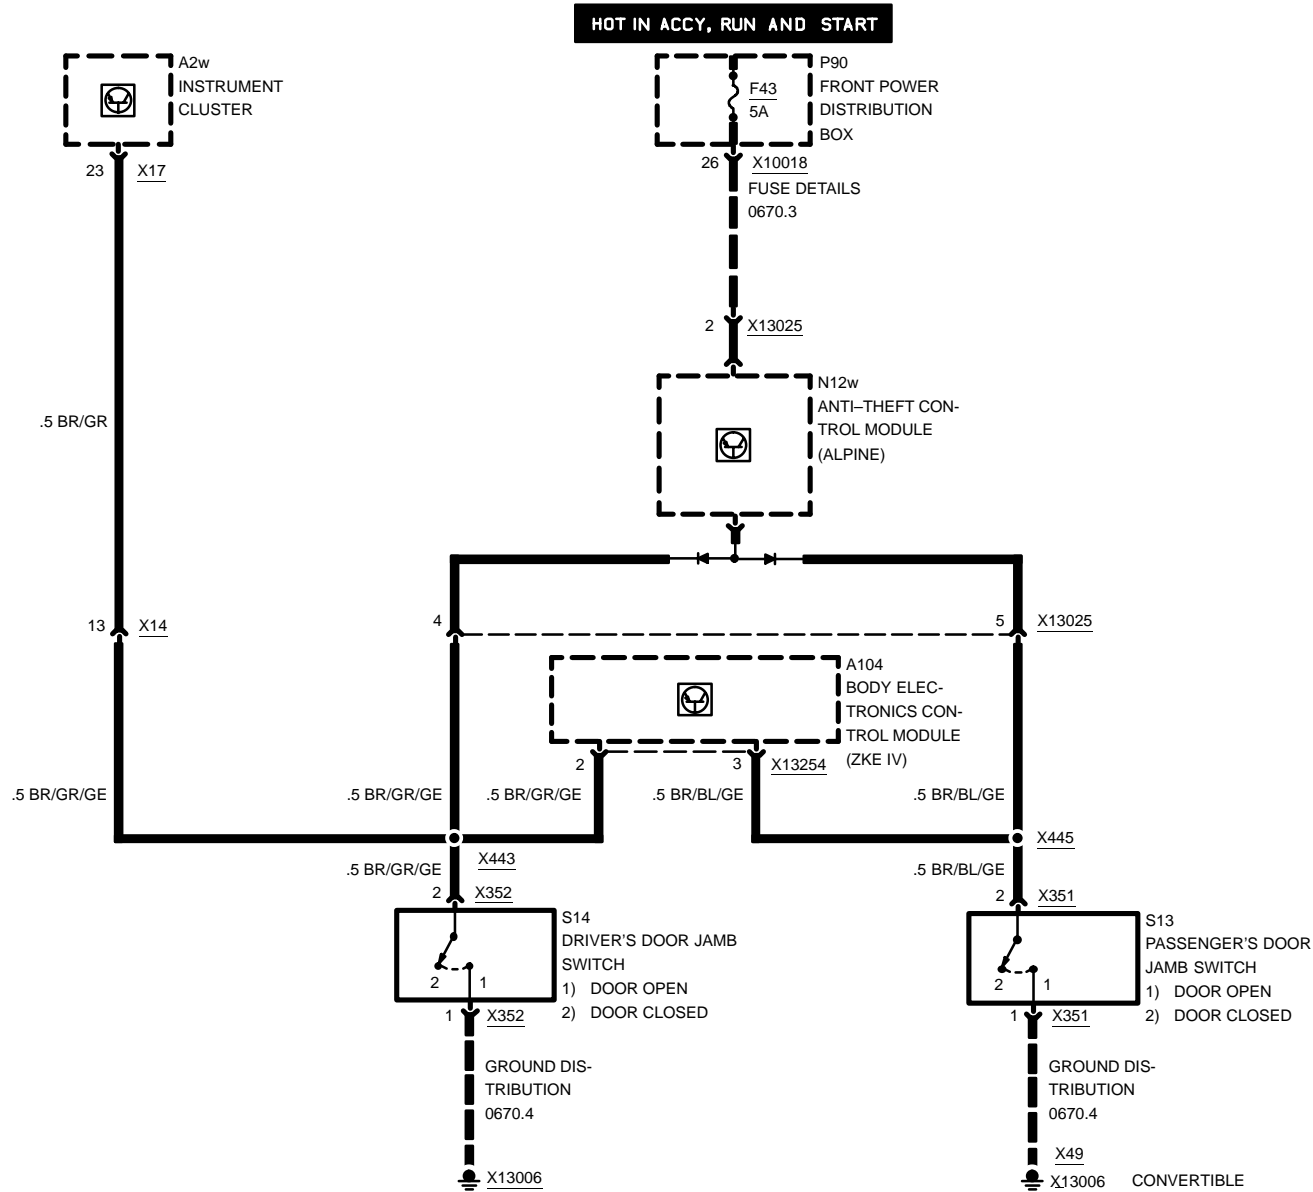 HOT IN ACCY, RUN AND START
A2w
INSTRUMENT
CLUSTER
F43
5A
P90
FRONT POWER
DISTRIBUTION
BOX
23 X17
26 X10018
FUSE DETAILS
0670.3
2 X13025
N12w
ANTI–THEFT CON-
TROL MODULE
(ALPINE)
.5 BR/GR
13 X14
4
5 X13025
A104
BODY ELEC-
TRONICS CON-
TROL MODULE
(ZKE IV)
2
3 X13254
.5 BR/GR/GE
.5 BR/GR/GE
.5 BR/GR/GE
.5 BR/BL/GE
.5 BR/BL/GE
X443
X445
.5 BR/GR/GE
.5 BR/BL/GE
2 X352
2 X351
S14
DRIVER'S DOOR JAMB
SWITCH
1) DOOR OPEN
2) DOOR CLOSED
2 1
S13
PASSENGER'S DOOR
JAMB SWITCH
1) DOOR OPEN
2) DOOR CLOSED
2 1
1 X352
1 X351
GROUND DIS-
TRIBUTION
0670.4
GROUND DIS-
TRIBUTION
0670.4
X13006
X49
X13006 CONVERTIBLE